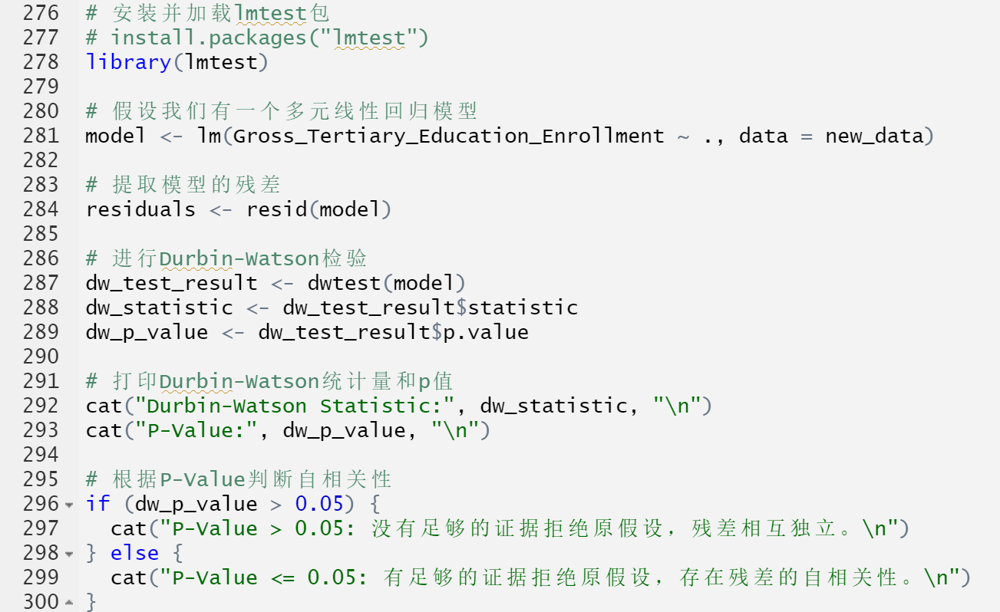 276 # 安装并加载lmtest包
277 # install.packages("lmtest")
278 library(lmtest)
279
280 # 假设我们有一个多元线性回归模型
281 model <- lm(Gross_Tertiary_Education_Enrollment ~ ., data = new_data)
282
283 # 提取模型的残差
284 residuals <- resid(model)
285
286 # 进行Durbin-Watson检验
287 dw_test_result <- dwtest(model)
288 dw_statistic <- dw_test_result$statistic
289 dw_p_value <- dw_test_result$p.value
290
291 # 打印Durbin-Watson统计量和p值
292 cat("Durbin-Watson Statistic:", dw_statistic, "\n")
293 cat("P-Value:", dw_p_value, "\n")
294
295 # 根据P-Value判断自相关性
296 if (dw_p_value > 0.05) {
297   cat("P-Value > 0.05: 没有足够的证据拒绝原假设，残差相互独立。\n")
298 } else {
299   cat("P-Value <= 0.05: 有足够的证据拒绝原假设，存在残差的自相关性。\n")
300 }